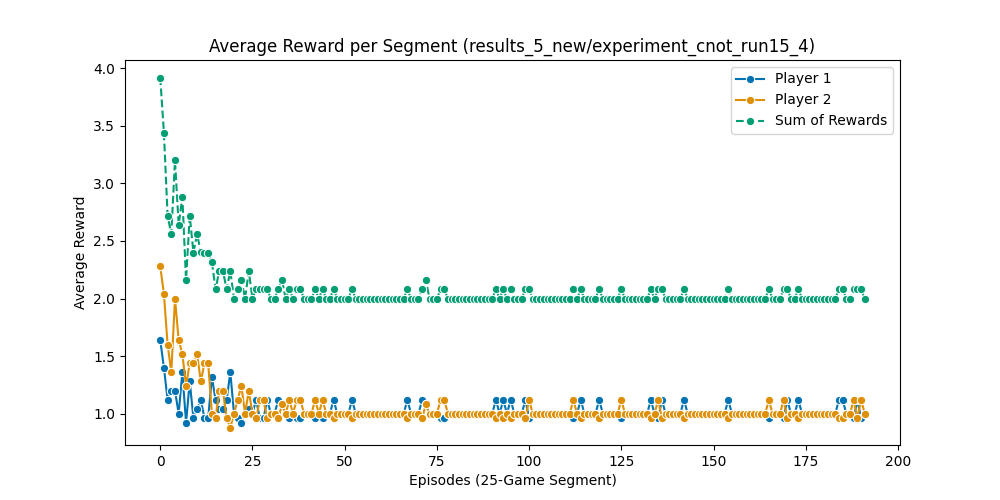 Average Reward per Segment (results_5_new/experiment_cnot_run15_4)
Average Reward
4.0
3.5
3.0
2.5
2.0
1.5
1.0
Player 1
Player 2
Sum of Rewards
0 25 50 75 100 125 150 175 200
Episodes (25-Game Segment)